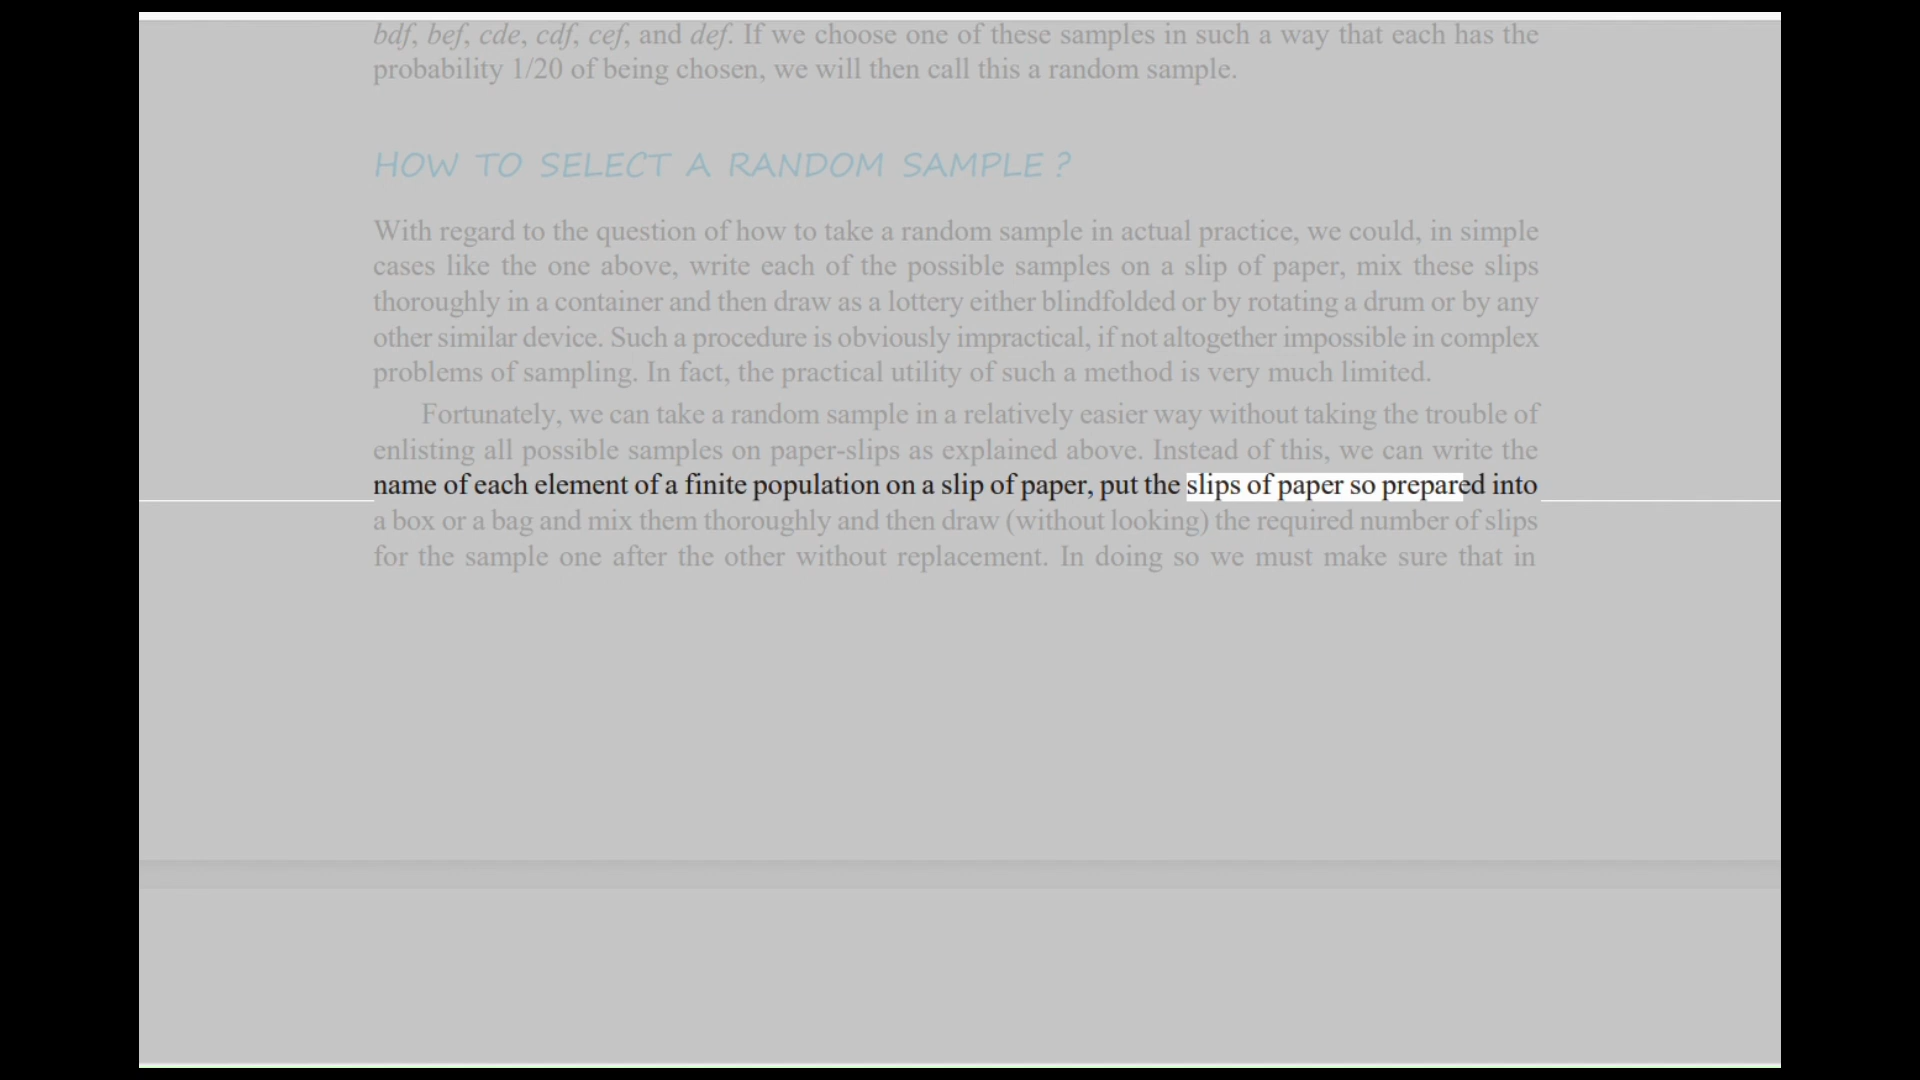 bdf, bef, cde, cdf, cef, and def. If we choose one of these samples in such a way that each has the
probability 1/20 of being chosen, we will then call this a random sample.
HOW TO SELECT A RANDOM SAMPLE ?
With regard to the question of how to take a random sample in actual practice, we could, in simple
cases like the one above, write each of the possible samples on a slip of paper, mix these slips
thoroughly in a container and then draw as a lottery either blindfolded or by rotating a drum or by any
other similar device. Such a procedure is obviously impractical, if not altogether impossible in complex
problems of sampling. In fact, the practical utility of such a method is very much limited.
Fortunately, we can take a random sample in a relatively easier way without taking the trouble of
enlisting all possible samples on paper-slips as explained above. Instead of this, we can write the
name of each element of a finite population on a slip of paper, put the slips of paper so prepared into
a box or a bag and mix them thoroughly and then draw (without looking) the required number of slips
for the sample one after the other without replacement. In doing so we must make sure that in